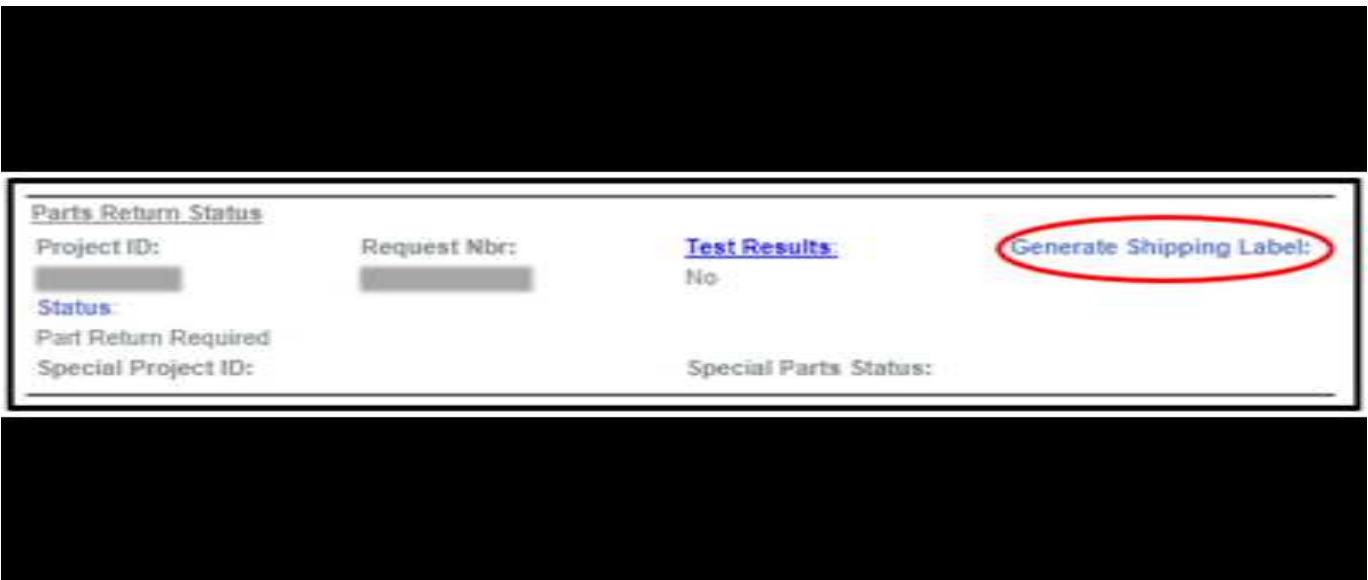 Parts Return Status
Project ID: Request Nbr: Test Results: Generate Shipping Label:
No
Status:
Part Return Required
Special Project ID: Special Parts Status: